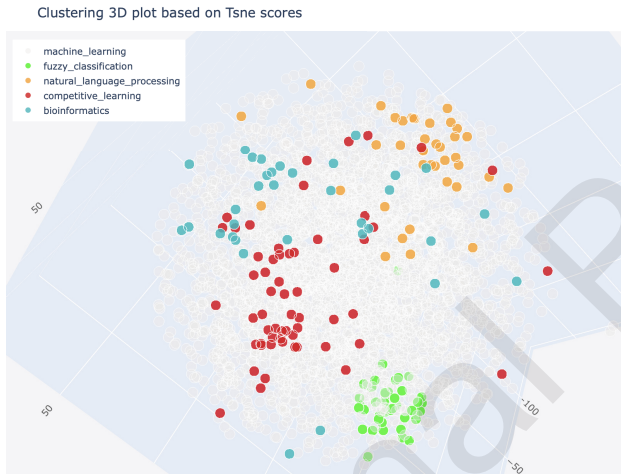 Clustering 3D plot based on Tsne scores
machine_learning
fuzzy_classification
natural_language_processing
competitive_learning
bioinformatics
50
50
-100
-50